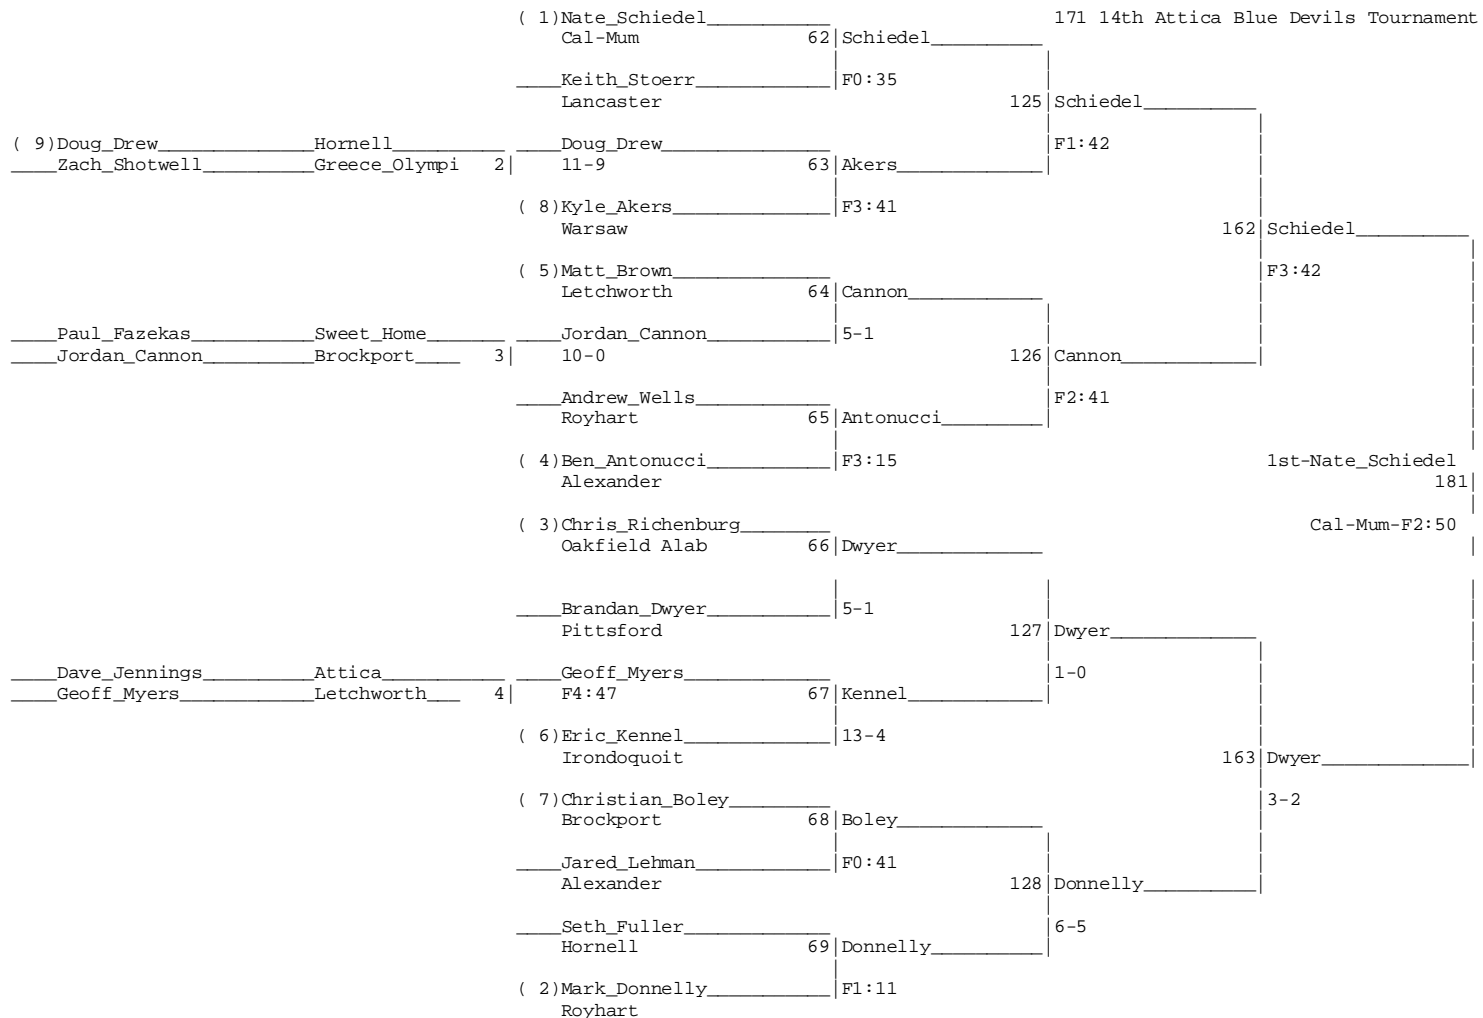 ( 1)Nate_Schiedel___________ 171 14th Attica Blue Devils Tournament
Cal-Mum 62|Schiedel__________
____Keith_Stoerr____________|F0:35
Lancaster 125|Schiedel__________
( 9)Doug_Drew______________Hornell__________ ____Doug_Drew_______________ |F1:42
____Zach_Shotwell__________Greece_Olympi 2| 11-9 63|Akers_____________|
( 8)Kyle_Akers______________|F3:41
Warsaw 162|Schiedel__________
( 5)Matt_Brown______________ |F3:42
Letchworth 64|Cannon____________
____Paul_Fazekas___________Sweet_Home_______ ____Jordan_Cannon___________|5-1
____Jordan_Cannon__________Brockport____ 3| 10-0 126|Cannon____________|
____Andrew_Wells____________ |F2:41
Royhart 65|Antonucci_________|
( 4)Ben_Antonucci___________|F3:15 1st-Nate_Schiedel
Alexander 181|
( 3)Chris_Richenburg________ Cal-Mum-F2:50
Oakfield Alab 66|Dwyer_____________
____Brandan_Dwyer___________|5-1
Pittsford 127|Dwyer_____________
____Dave_Jennings__________Attica___________ ____Geoff_Myers_____________ |1-0
____Geoff_Myers____________Letchworth___ 4| F4:47 67|Kennel____________|
( 6)Eric_Kennel_____________|13-4
Irondoquoit 163|Dwyer_____________|
( 7)Christian_Boley_________ |3-2
Brockport 68|Boley_____________
____Jared_Lehman____________|F0:41
Alexander 128|Donnelly__________|
____Seth_Fuller_____________ |6-5
Hornell 69|Donnelly__________|
( 2)Mark_Donnelly___________|F1:11
Royhart